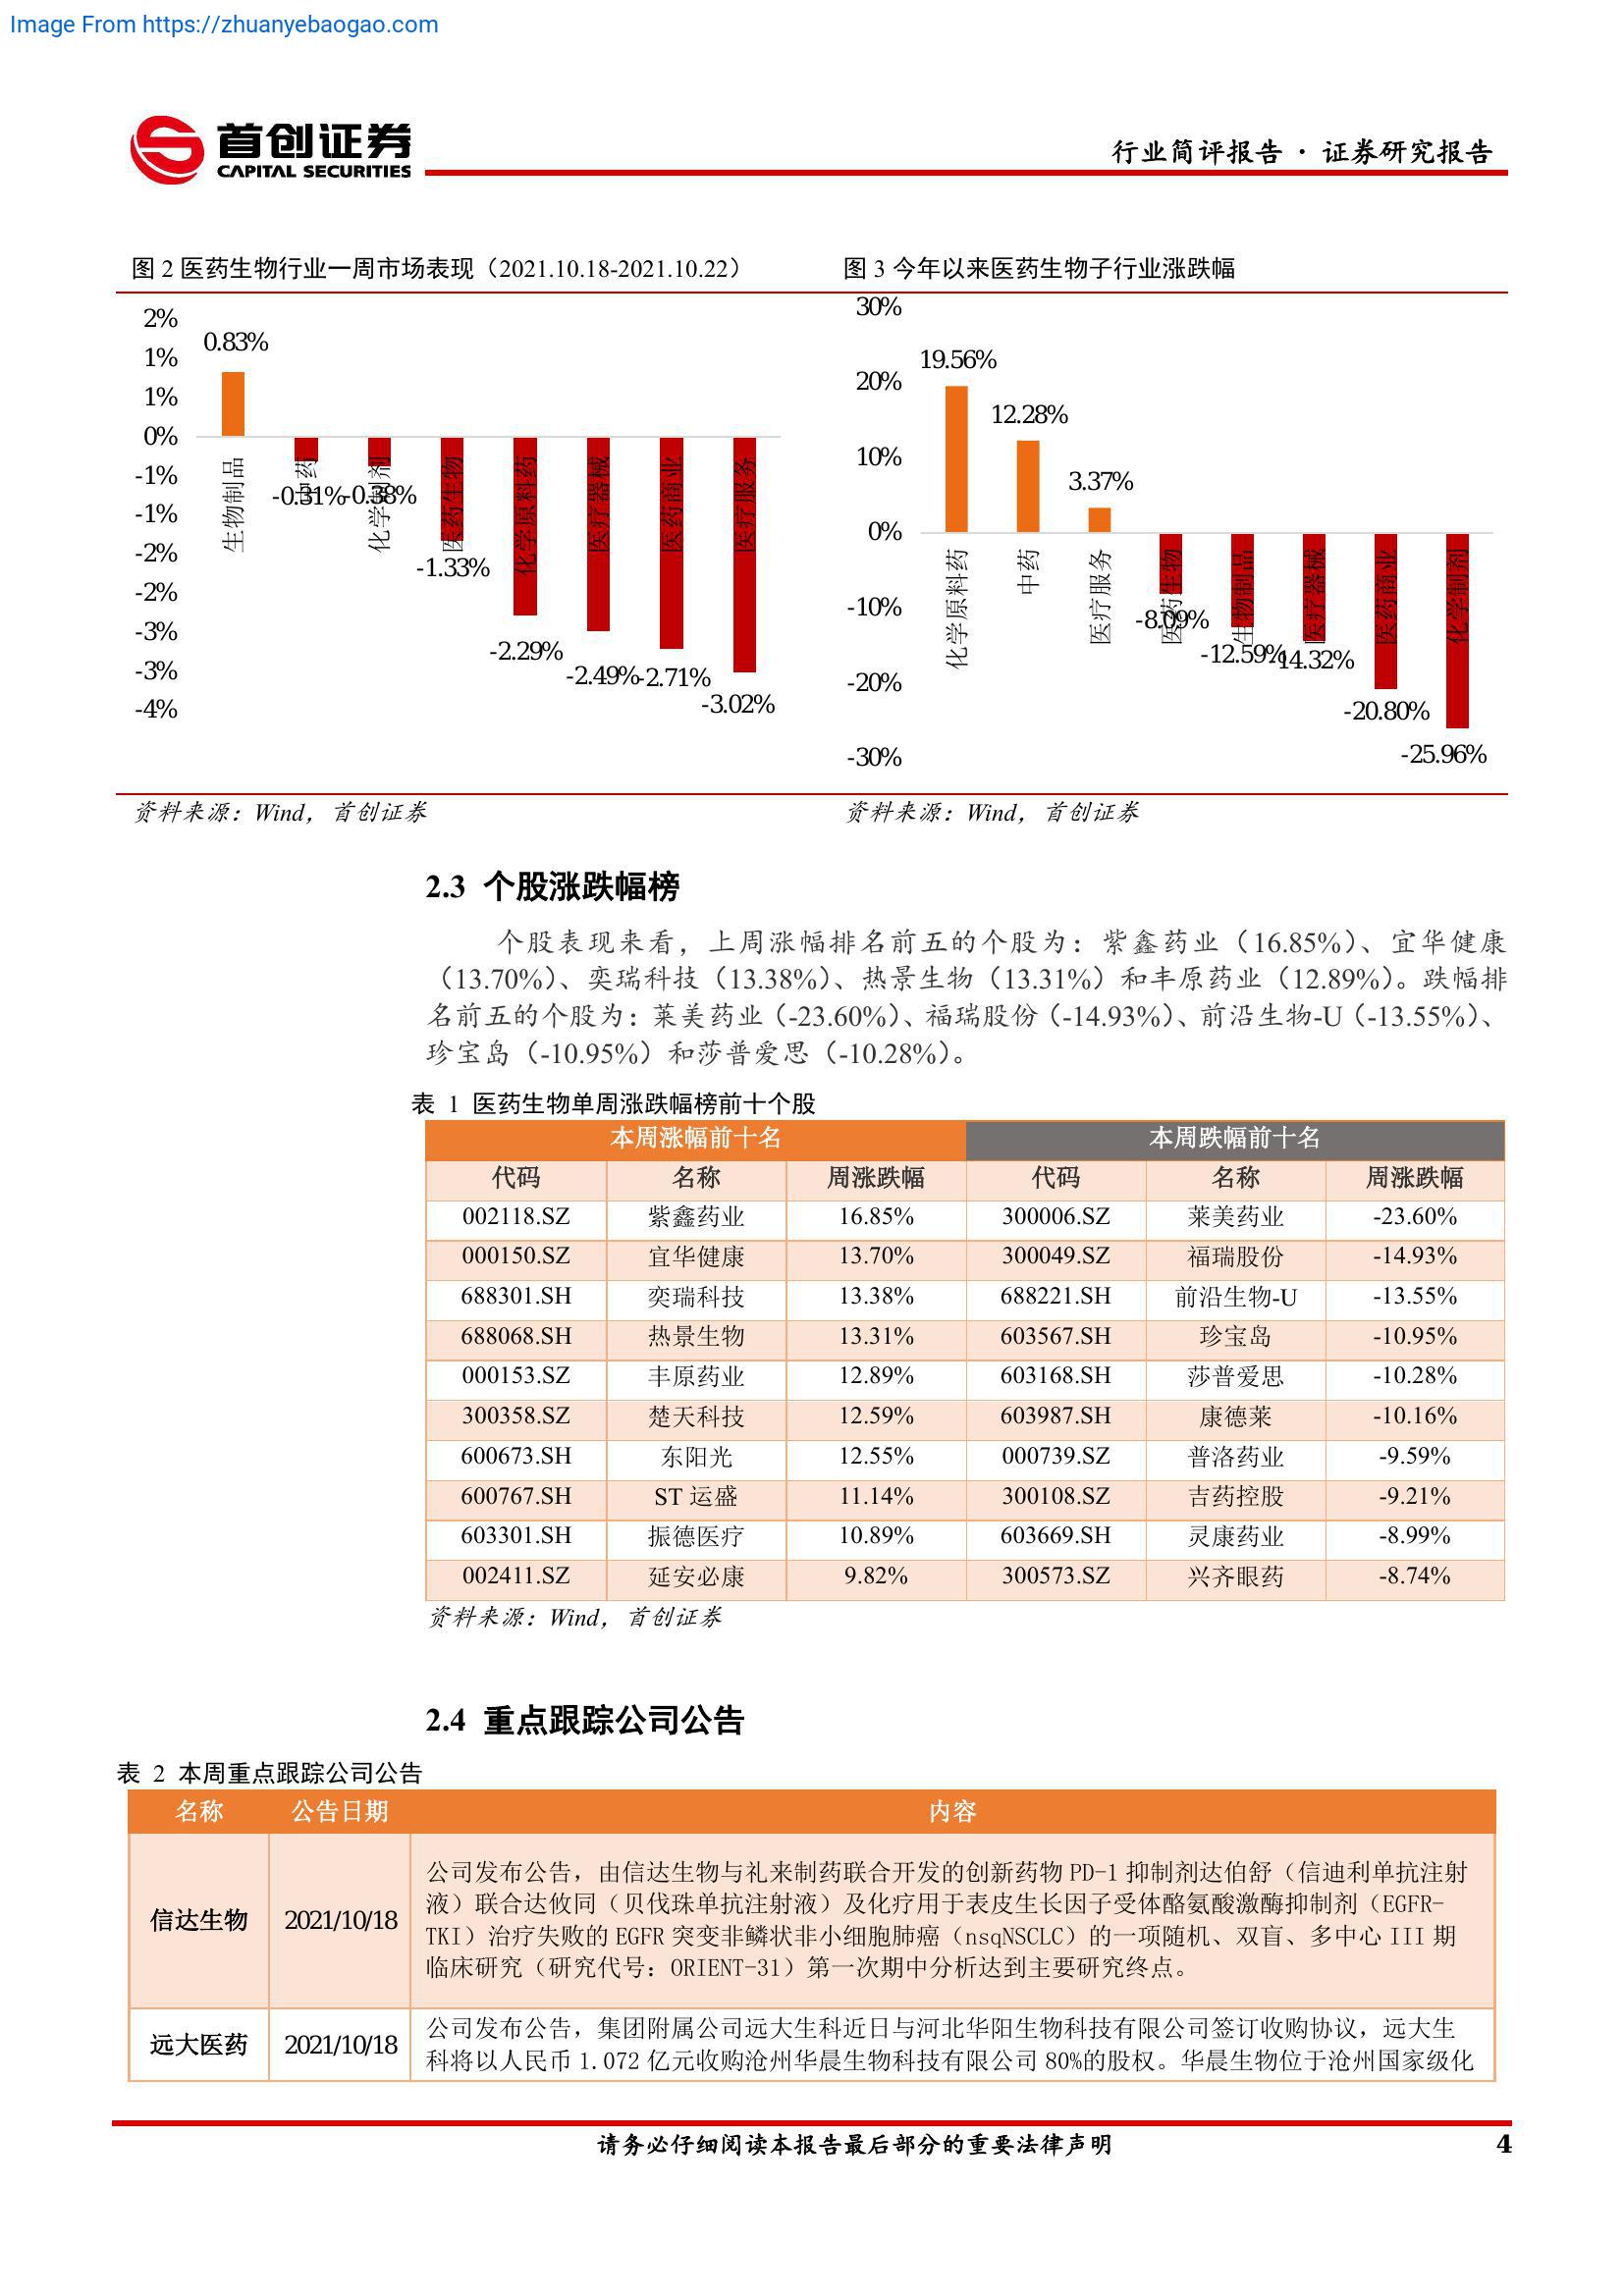 Image From https://zhuanyebaogao.com
首创证券
CAPITAL SECURITIES
行业简评报告 · 证券研究报告
图 2 医药生物行业一周市场表现（2021.10.18-2021.10.22）
2%
1%
1%
0%
-1%
-1%
-2%
-2%
-3%
-3%
-4%
0.83%
-0.31%
-0.38%
-1.33%
-2.29%
-2.49%
-2.71%
-3.02%
生物制品
中药
化学制剂
医药生物
化学原料药
医疗器械
医药商业
医疗服务
图 3 今年以来医药生物子行业涨跌幅
30%
20%
10%
0%
-10%
-20%
-30%
19.56%
12.28%
3.37%
-8.09%
-12.59%
-14.32%
-20.80%
-25.96%
化学原料药
中药
医疗服务
医药生物
生物制品
医疗器械
医药商业
化学制剂
资料来源：Wind，首创证券
资料来源：Wind，首创证券
2.3 个股涨跌幅榜
个股表现来看，上周涨幅排名前五的个股为：紫鑫药业（16.85%）、宜华健康
（13.70%）、奕瑞科技（13.38%）、热景生物（13.31%）和丰原药业（12.89%）。跌幅排
名前五的个股为：莱美药业（-23.60%）、福瑞股份（-14.93%）、前沿生物-U（-13.55%）、
珍宝岛（-10.95%）和莎普爱思（-10.28%）。
表 1 医药生物单周涨跌幅榜前十个股
本周涨幅前十名 本周跌幅前十名
代码 名称 周涨跌幅 代码 名称 周涨跌幅
002118.SZ 紫鑫药业 16.85% 300006.SZ 莱美药业 -23.60%
000150.SZ 宜华健康 13.70% 300049.SZ 福瑞股份 -14.93%
688301.SH 奕瑞科技 13.38% 688221.SH 前沿生物-U -13.55%
688068.SH 热景生物 13.31% 603567.SH 珍宝岛 -10.95%
000153.SZ 丰原药业 12.89% 603168.SH 莎普爱思 -10.28%
300358.SZ 楚天科技 12.59% 603987.SH 康德莱 -10.16%
600673.SH 东阳光 12.55% 000739.SZ 普洛药业 -9.59%
600767.SH ST 运盛 11.14% 300108.SZ 吉药控股 -9.21%
603301.SH 振德医疗 10.89% 603669.SH 灵康药业 -8.99%
002411.SZ 延安必康 9.82% 300573.SZ 兴齐眼药 -8.74%
资料来源：Wind，首创证券
2.4 重点跟踪公司公告
表 2 本周重点跟踪公司公告
名称 公告日期 内容
信达生物 2021/10/18
公司发布公告，由信达生物与礼来制药联合开发的创新药物 PD-1 抑制剂达伯舒（信迪利单抗注射
液）联合达攸同（贝伐珠单抗注射液）及化疗用于表皮生长因子受体酪氨酸激酶抑制剂（EGFR-
TKI）治疗失败的 EGFR 突变非鳞状非小细胞肺癌（nsqNSCLC）的一项随机、双盲、多中心 III 期
临床研究（研究代号：ORIENT-31）第一次期中分析达到主要研究终点。
远大医药 2021/10/18
公司发布公告，集团附属公司远大生科近日与河北华阳生物科技有限公司签订收购协议，远大生
科将以人民币 1.072 亿元收购沧州华晨生物科技有限公司 80%的股权。华晨生物位于沧州国家级化
请务必仔细阅读本报告最后部分的重要法律声明
4